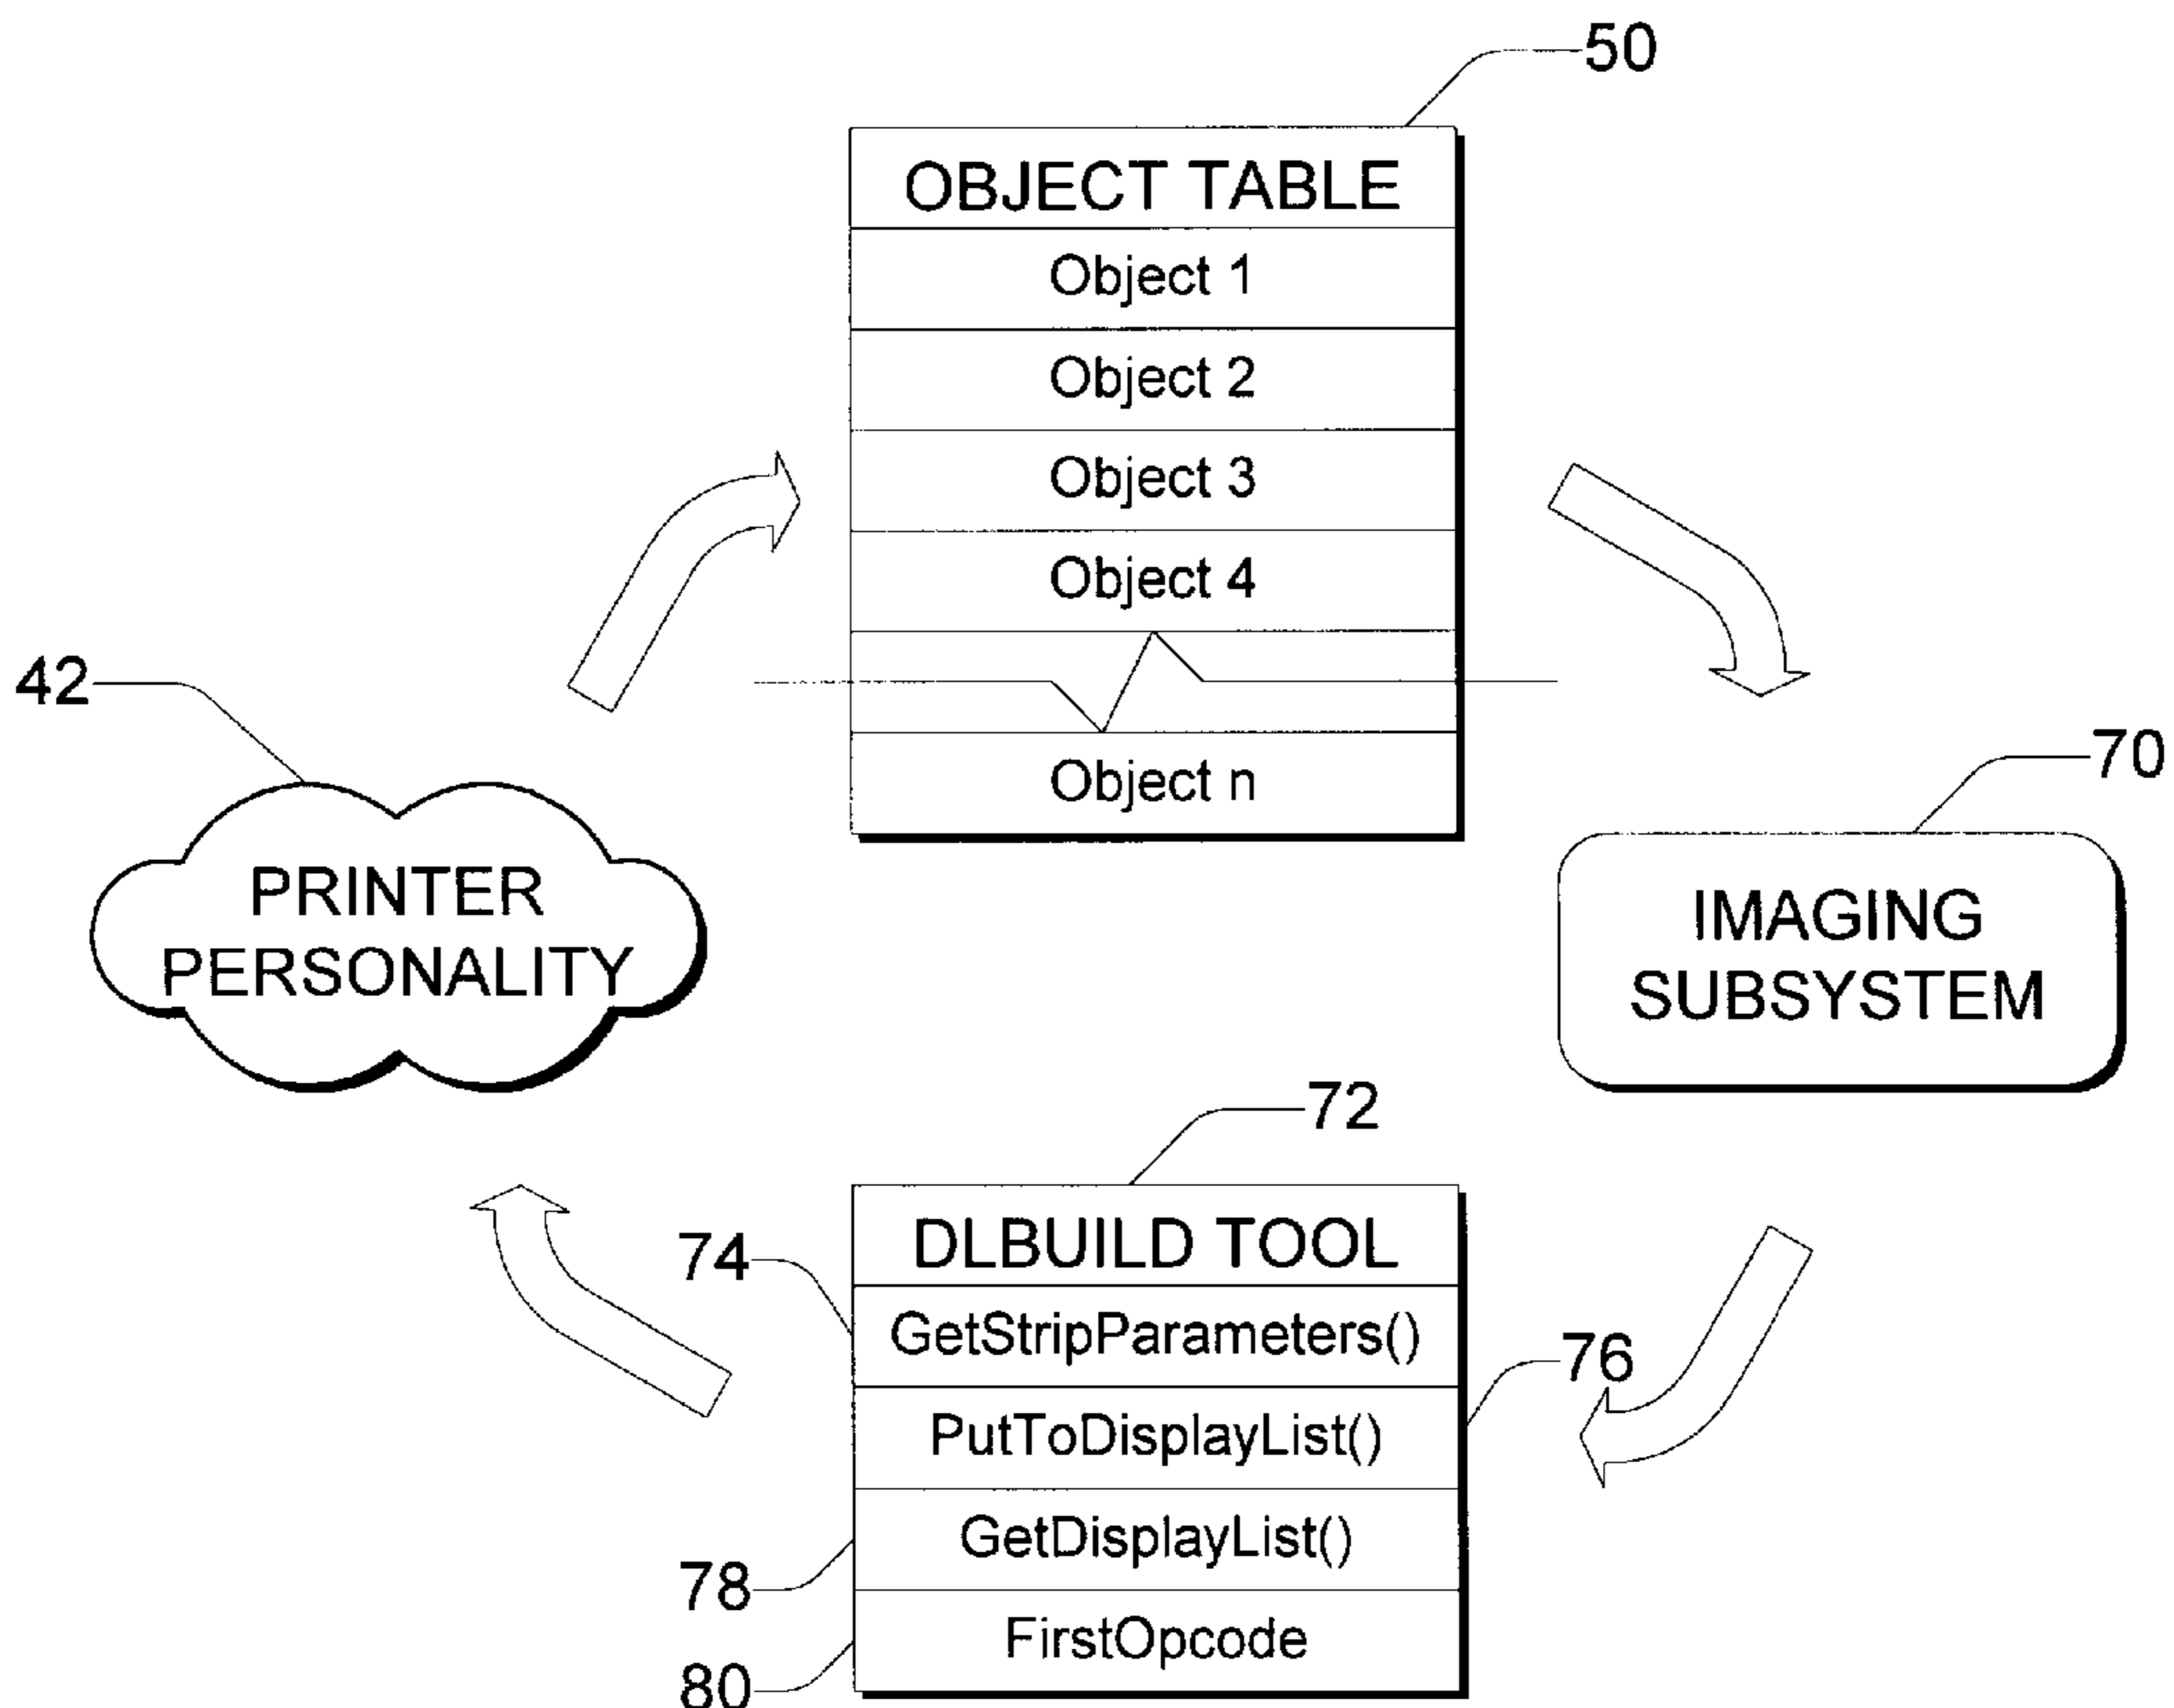 50
OBJECT TABLE
Object 1
Object 2
Object 3
Object 4
Object n
42
PRINTER
PERSONALITY
70
IMAGING
SUBSYSTEM
72
DLBUILD TOOL
74
GetStripParameters()
76
PutToDisplayList()
GetDisplayList()
78
FirstOpcode
80